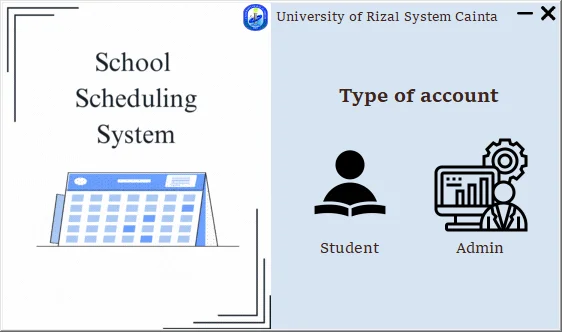 School
Scheduling
System
University of Rizal System Cainta
Type of account
Student
Admin